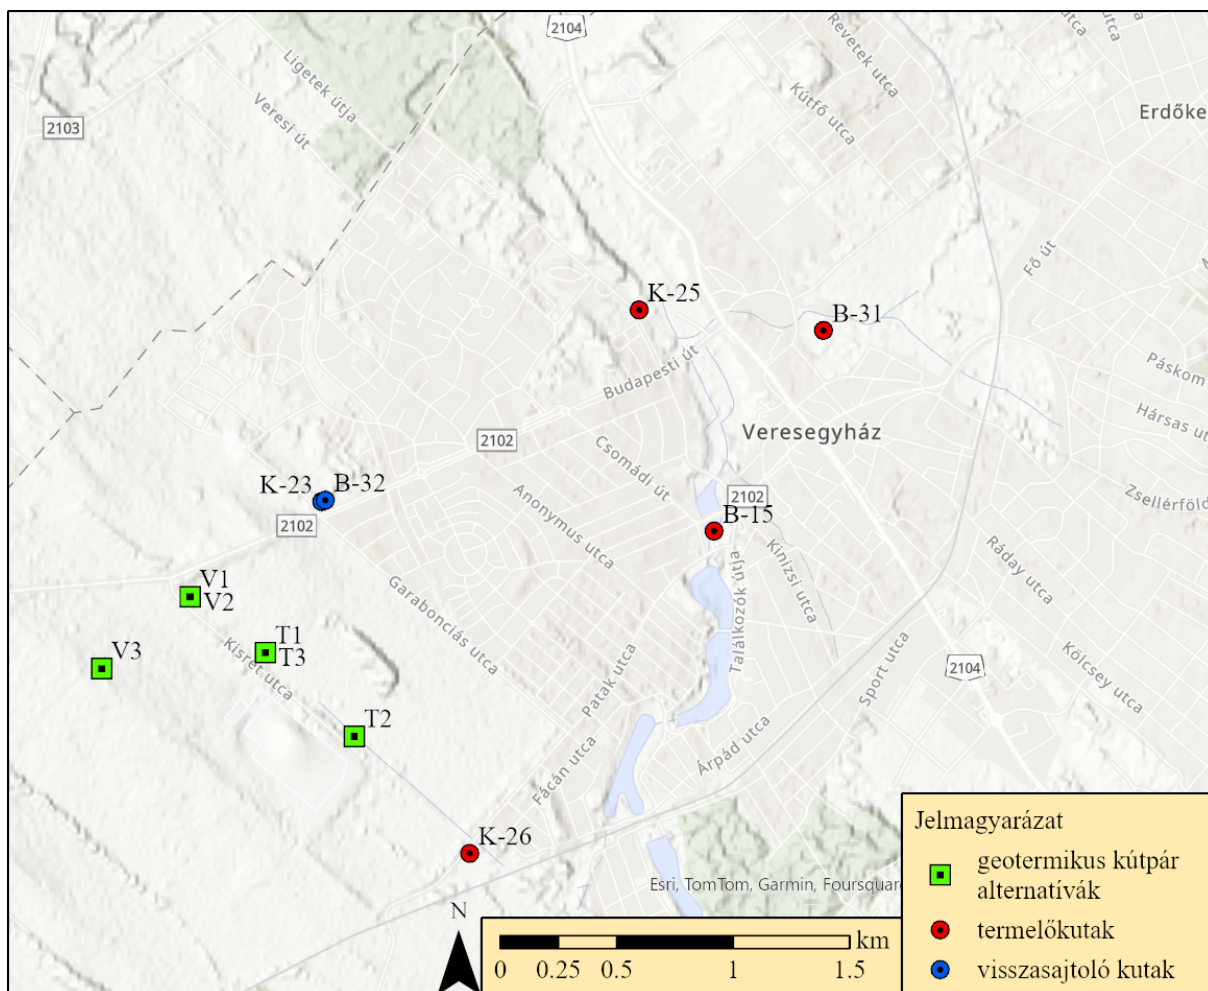 2104
Revetek utca
utca
utca
Ligetek útja
Veresi út
Kútfő utca
2103
Erdőke
Fő út
K-25
B-31
Budapesti út
Páskom
Hársas ut
2102
Veresegyház
Csomádi út
K-23
B-32
Anonymus utca
2102
Zsellérföld
2102
B-15
Kinizsi utca
Ráday utca
V1
V2
Garabonciás utca
Találkozók útja
T1
T3
V3
Kisrét utca
Patak utca
Sport utca
2104
Kölcsey utca
T2
Árpád utca
Fácán utca
K-26
Jelmagyarázat
geotermikus kútpár
alternatívák
termelőkutak
visszasajtoló kutak
Esri, TomTom, Garmin, Foursquar
N
km
0 0.25 0.5 1 1.5